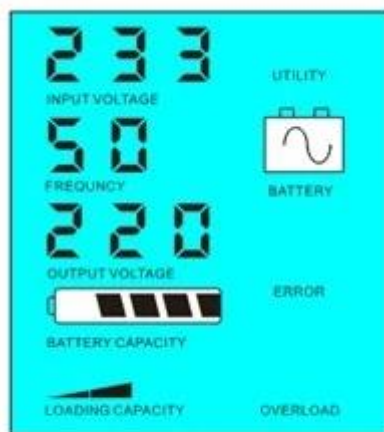 233
INPUT VOLTAGE
UTILITY
50
FREQUNCY
BATTERY
220
OUTPUT VOLTAGE
ERROR
BATTERY CAPACITY
LOADING CAPACITY
OVERLOAD